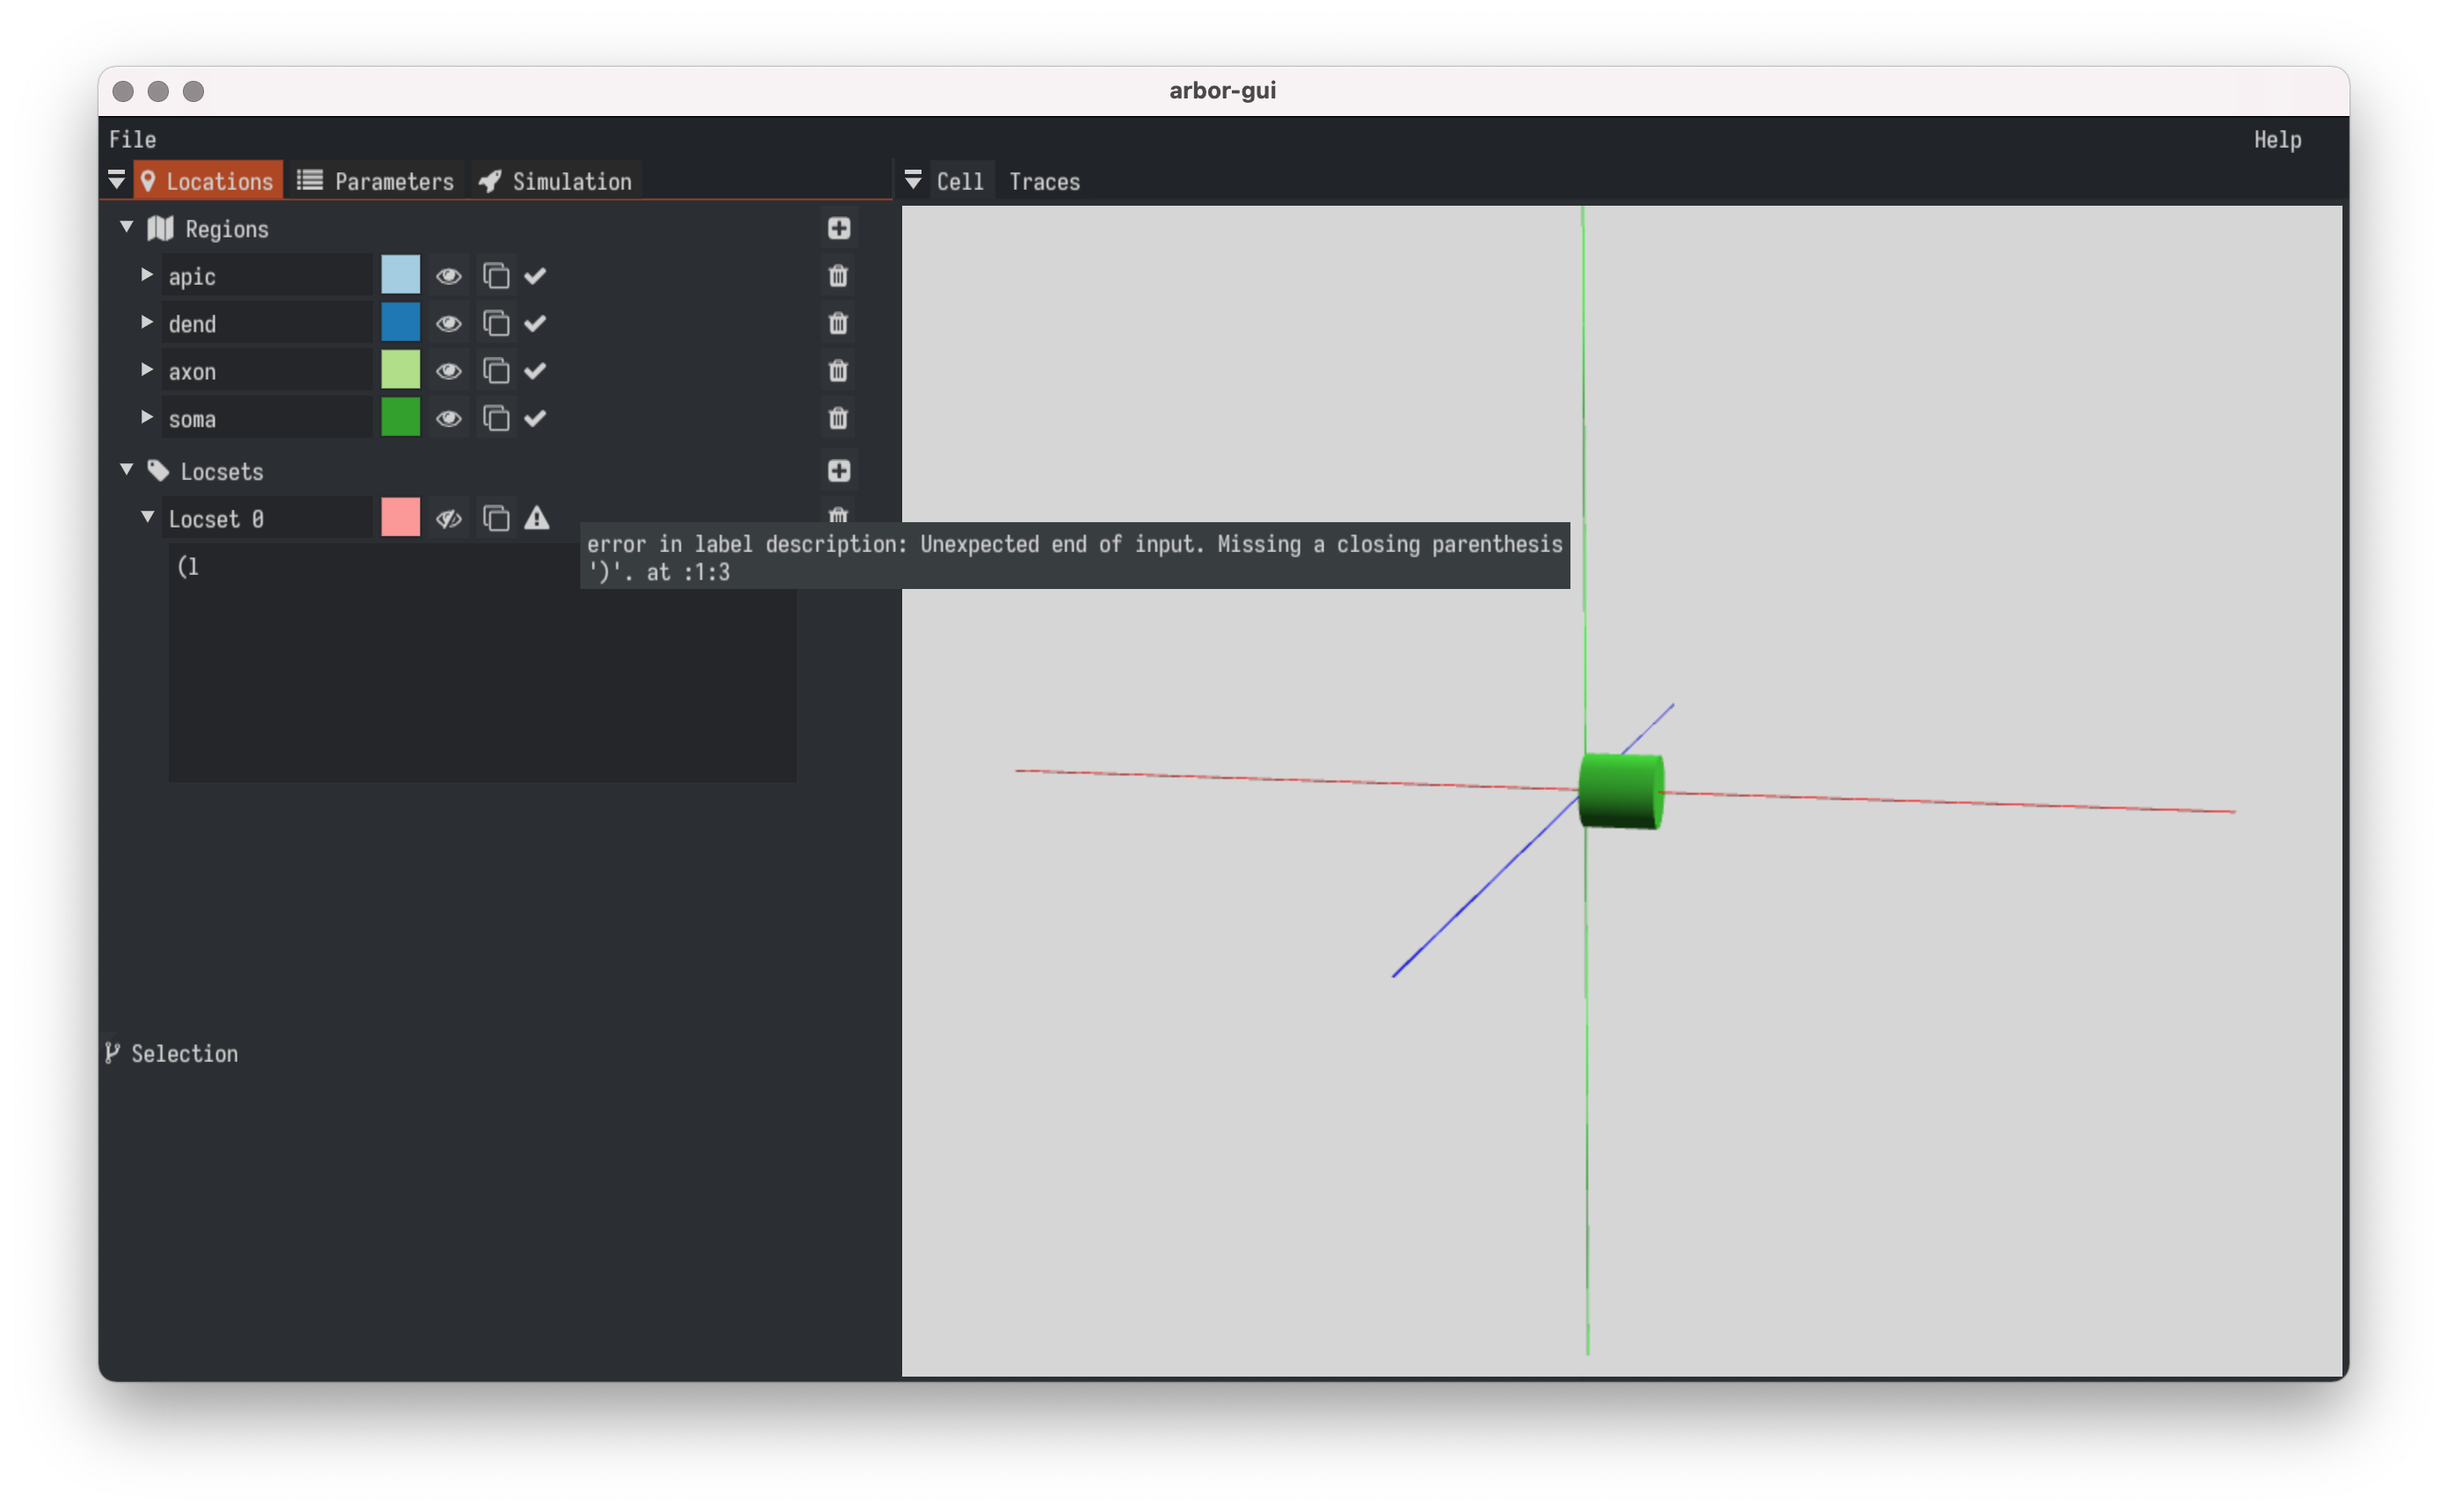 arbor-gui
File
Help
Locations
Parameters
Simulation
Cell
Traces
Regions
apic
dend
axon
soma
Locsets
Locset 0
(l
error in label description: Unexpected end of input. Missing a closing parenthesis
')'. at :1:3
Selection